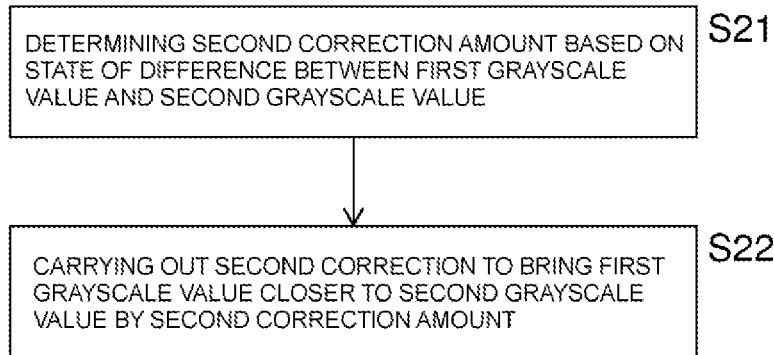 DETERMINING SECOND CORRECTION AMOUNT BASED ON
STATE OF DIFFERENCE BETWEEN FIRST GRAYSCALE
VALUE AND SECOND GRAYSCALE VALUE
S21
CARRYING OUT SECOND CORRECTION TO BRING FIRST
GRAYSCALE VALUE CLOSER TO SECOND GRAYSCALE
VALUE BY SECOND CORRECTION AMOUNT
S22